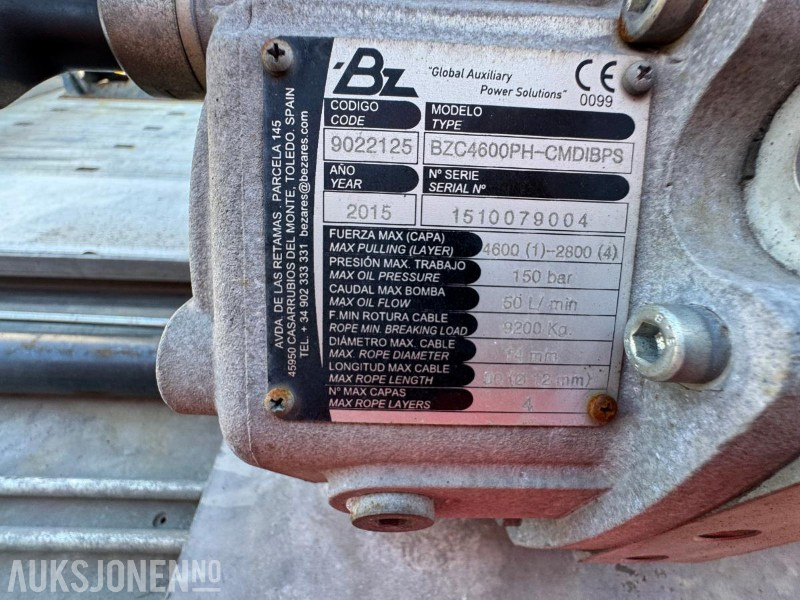 Bz
"Global Auxiliary
Power Solutions"
CE
0099
CODIGO
CODE
MODELO
TYPE
9022125
BZC4600PH-CMDIBPS
AÑO
YEAR
Nº SERIE
SERIAL Nº
2015
1510079004
FUERZA MAX (CAPA)
MAX PULLING (LAYER)
4600 (1)-2800 (4)
PRESIÓN MAX. TRABAJO
MAX OIL PRESSURE
150 bar
CAUDAL MAX BOMBA
MAX OIL FLOW
50 L/min
F.MIN ROTURA CABLE
ROPE MIN. BREAKING LOAD
9200 Kg.
DIÁMETRO MAX. CABLE
MAX. ROPE DIAMETER
mm
LONGITUD MAX CABLE
MAX ROPE LENGTH
mm)
Nº MAX CAPAS
MAX ROPE LAYERS
4
AVDA. DE LAS RETAMAS . PARCELA 145
45950 CASARRUBIOS DEL MONTE, TOLEDO. SPAIN
TEL. + 34 902 333 331 bezares@bezares.com
AUKSJONEN.NO